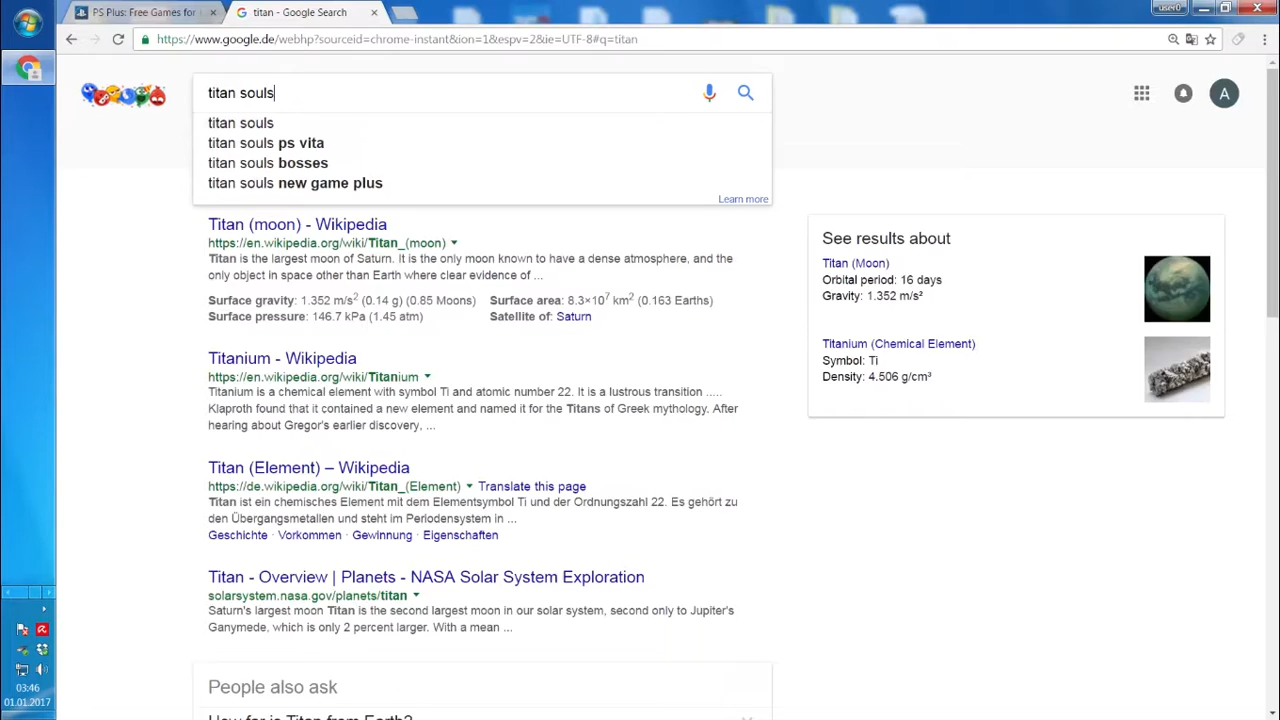 PS Plus: Free Games for
titan - Google Search
user0
https://www.google.de/webhp?sourceid=chrome-instant&ion=1&espv=2&ie=UTF-8#q=titan
titan souls
A
titan souls
titan souls ps vita
titan souls bosses
titan souls new game plus
Learn more
Titan (moon) - Wikipedia
https://en.wikipedia.org/wiki/Titan_(moon)
Titan is the largest moon of Saturn. It is the only moon known to have a dense atmosphere, and the
only object in space other than Earth where clear evidence of ...
Surface gravity: 1.352 m/s² (0.14 g) (0.85 Moons) Surface area: 8.3×10⁷ km² (0.163 Earths)
Surface pressure: 146.7 kPa (1.45 atm) Satellite of: Saturn
See results about
Titan (Moon)
Orbital period: 16 days
Gravity: 1.352 m/s²
Titanium (Chemical Element)
Symbol: Ti
Density: 4.506 g/cm³
Titanium - Wikipedia
https://en.wikipedia.org/wiki/Titanium
Titanium is a chemical element with symbol Ti and atomic number 22. It is a lustrous transition .....
Klaproth found that it contained a new element and named it for the Titans of Greek mythology. After
hearing about Gregor's earlier discovery, ...
Titan (Element) – Wikipedia
https://de.wikipedia.org/wiki/Titan_(Element) Translate this page
Titan ist ein chemisches Element mit dem Elementsymbol Ti und der Ordnungszahl 22. Es gehört zu
den Übergangsmetallen und steht im Periodensystem in ...
Geschichte · Vorkommen · Gewinnung · Eigenschaften
Titan - Overview | Planets - NASA Solar System Exploration
solarsystem.nasa.gov/planets/titan
Saturn's largest moon Titan is the second largest moon in our solar system, second only to Jupiter's
Ganymede, which is only 2 percent larger. With a mean ...
People also ask
How far is Titan from Earth?
03:46
01.01.2017